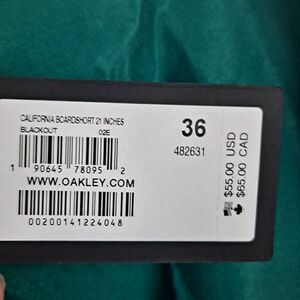 CALIFORNIA BOARDSHORT 21 INCHES
BLACKOUT 02E
1 90645 78095 2
WWW.OAKLEY.COM
00200141224048
36
482631
$55.00 USD
$65.00 CAD